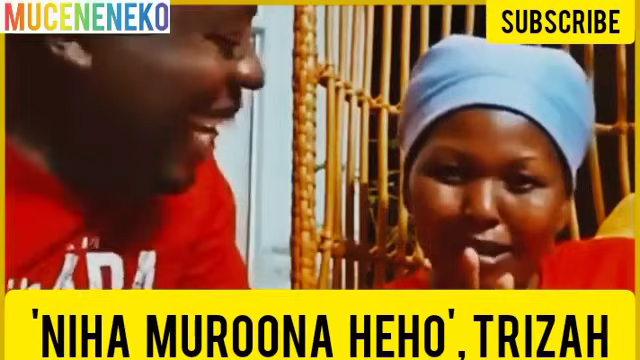 MUCENENEKO
SUBSCRIBE
'NIHA MUROONA HEHO', TRIZAH